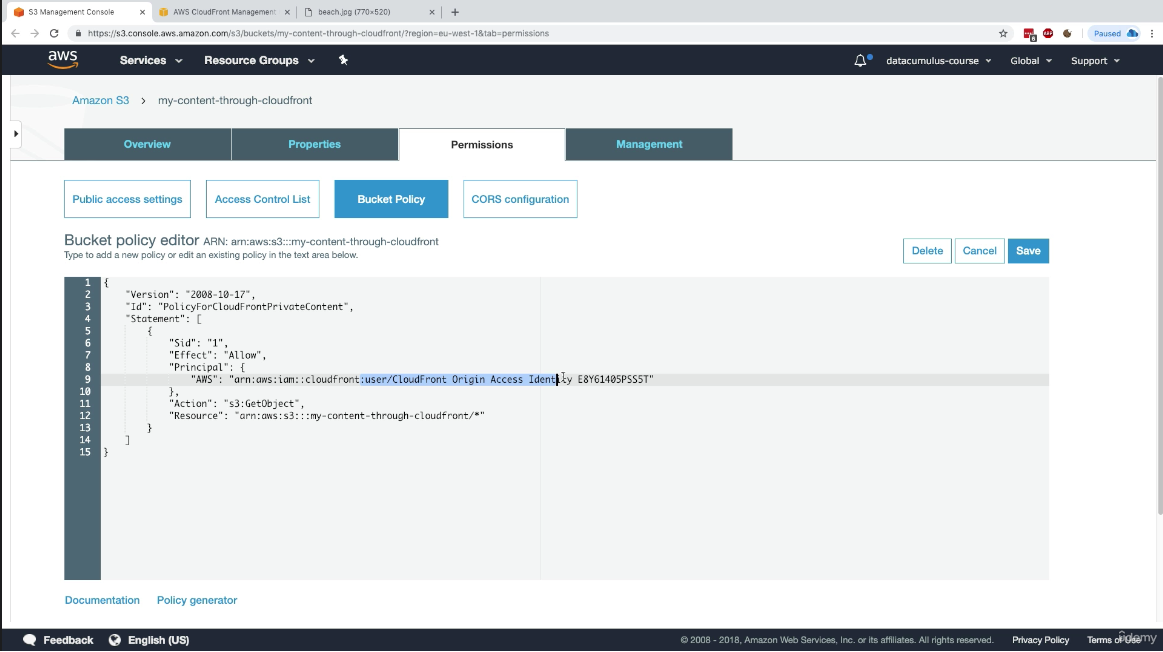 S3 Management Console
AWS CloudFront Management
beach.jpg (770×520)
https://s3.console.aws.amazon.com/s3/buckets/my-content-through-cloudfront/?region=eu-west-1&tab=permissions
ABP
Paused
aws
Services
Resource Groups
datacumulus-course
Global
Support
Amazon S3
my-content-through-cloudfront
Overview
Properties
Permissions
Management
Public access settings
Access Control List
Bucket Policy
CORS configuration
Bucket policy editor ARN: arn:aws:s3:::my-content-through-cloudfront
Type to add a new policy or edit an existing policy in the text area below.
Delete
Cancel
Save
1 {
2 "Version": "2008-10-17",
3 "Id": "PolicyForCloudFrontPrivateContent",
4 "Statement": [
5 {
6 "Sid": "1",
7 "Effect": "Allow",
8 "Principal": {
9 "AWS": "arn:aws:iam::cloudfront:user/CloudFront Origin Access Identity E8Y61405PSS5T"
10 },
11 "Action": "s3:GetObject",
12 "Resource": "arn:aws:s3:::my-content-through-cloudfront/*"
13 }
14 ]
15 }
Documentation
Policy generator
Feedback
English (US)
© 2008 - 2018, Amazon Web Services, Inc. or its affiliates. All rights reserved.
Privacy Policy
Terms of Use